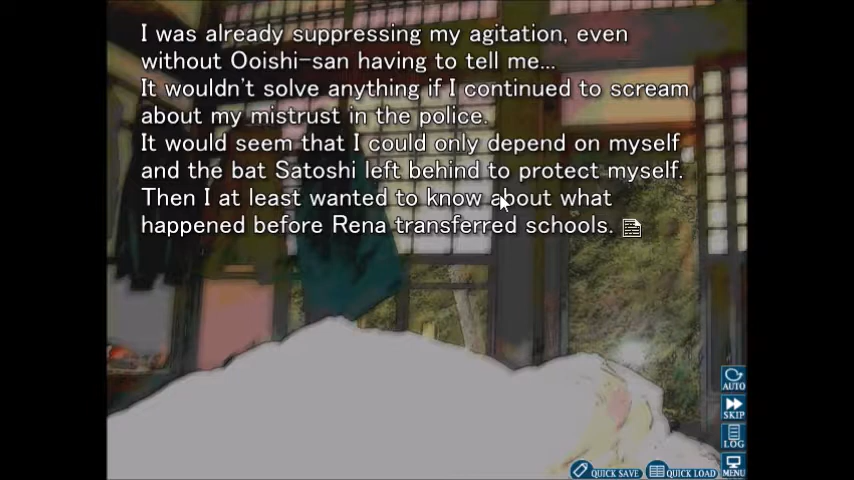 I was already suppressing my agitation, even
without Ooishi-san having to tell me...
It wouldn't solve anything if I continued to scream
about my mistrust in the police.
It would seem that I could only depend on myself
and the bat Satoshi left behind to protect myself.
Then I at least wanted to know about what
happened before Rena transferred schools.
AUTO
SKIP
LOG
MENU
QUICK SAVE
QUICK LOAD